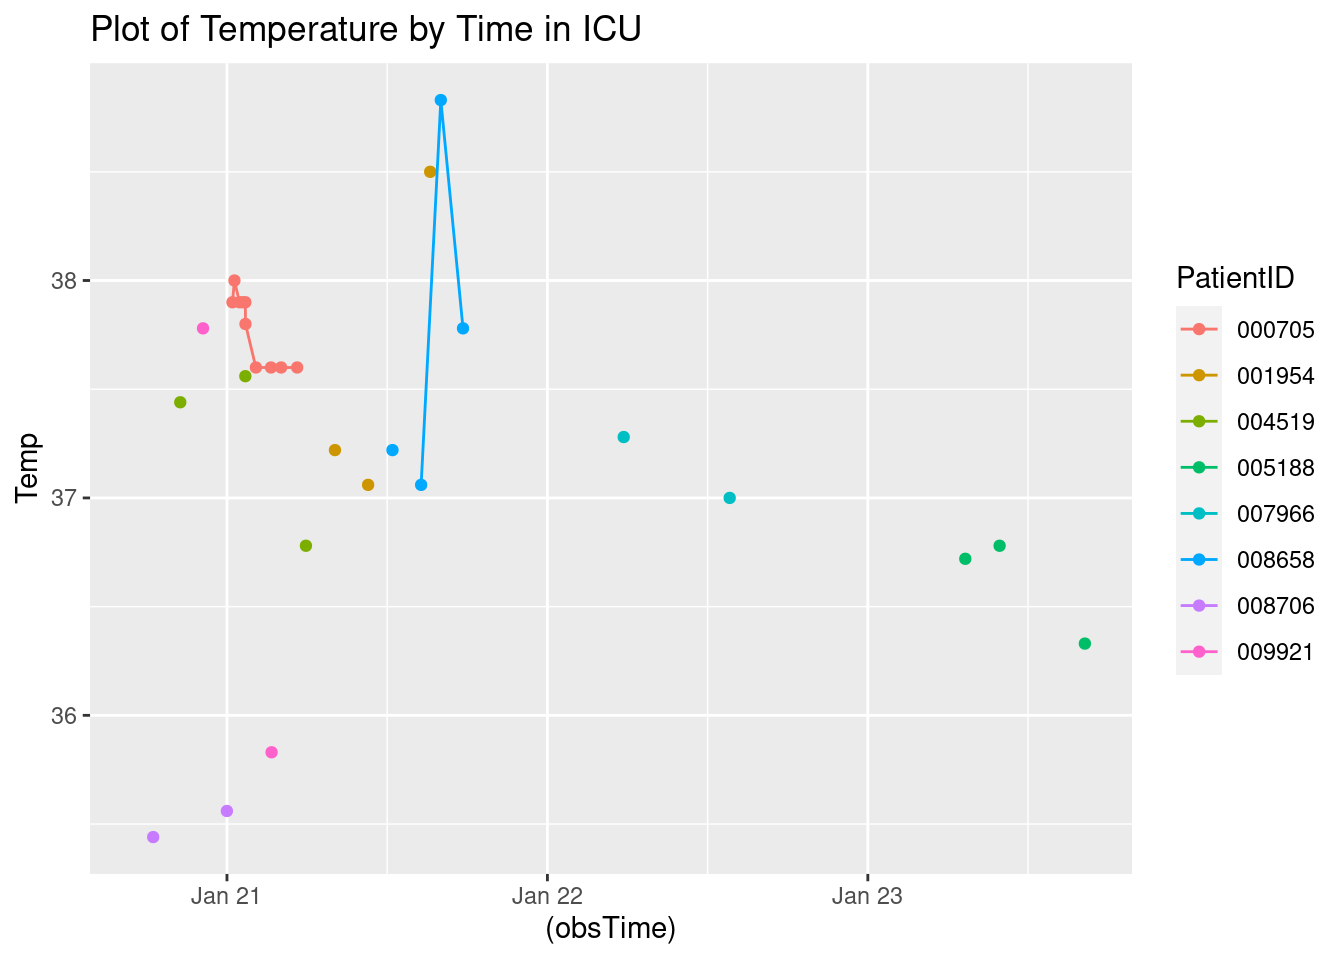 Plot of Temperature by Time in ICU
Temp
38
37
36
Jan 21
Jan 22
Jan 23
(obsTime)
PatientID
000705
001954
004519
005188
007966
008658
008706
009921